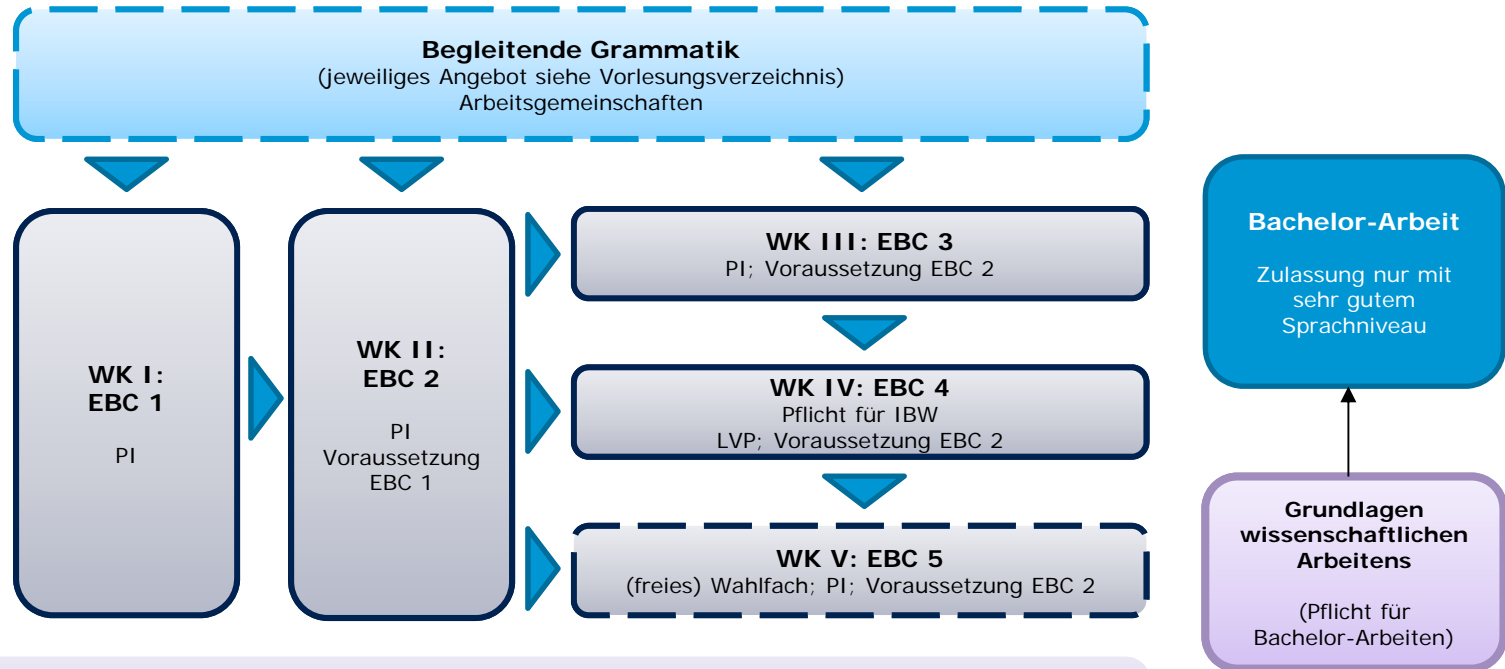 Begleitende Grammatik
(jeweiliges Angebot siehe Vorlesungsverzeichnis)
Arbeitsgemeinschaften
WK I:
EBC 1
PI
WK II:
EBC 2
PI
Voraussetzung
EBC 1
WK III: EBC 3
PI; Voraussetzung EBC 2
WK IV: EBC 4
Pflicht für IBW
LVP; Voraussetzung EBC 2
WK V: EBC 5
(freies) Wahlfach; PI; Voraussetzung EBC 2
Bachelor-Arbeit
Zulassung nur mit
sehr gutem
Sprachniveau
Grundlagen
wissenschaftlichen
Arbeitens
(Pflicht für
Bachelor-Arbeiten)